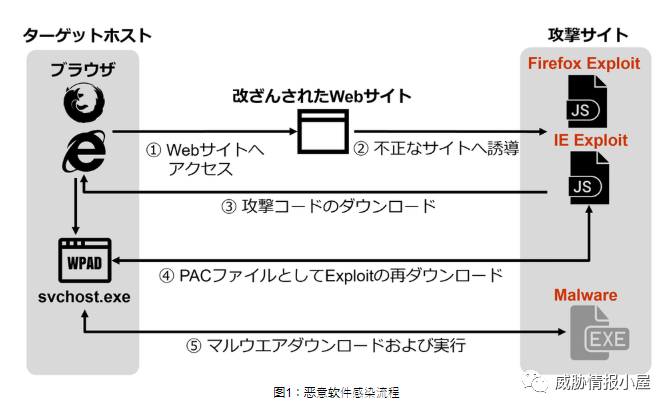 ターゲットホスト
攻撃サイト
ブラウザ
Firefox Exploit
改ざんされたWebサイト
JS
① Webサイトへ
アクセス
② 不正なサイトへ誘導
IE Exploit
JS
③ 攻撃コードのダウンロード
WPAD
svchost.exe
④ PACファイルとしてExploitの再ダウンロード
Malware
EXE
⑤ マルウエアダウンロードおよび実行
威胁情报小屋
图1：恶意软件感染流程